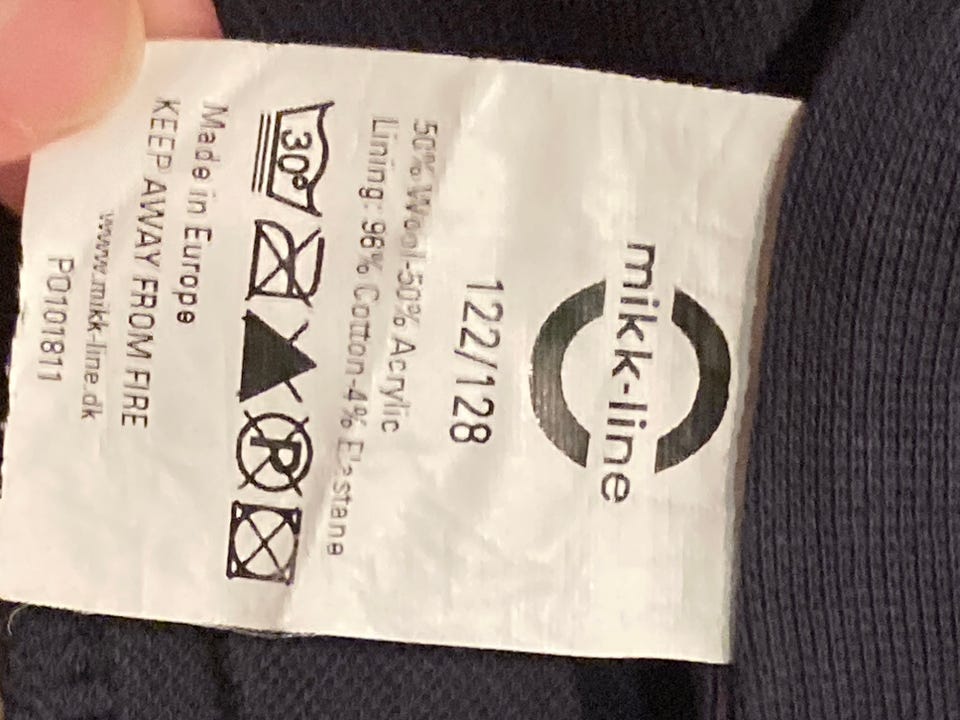 mikk-line
122/128
50% Wool-50% Acrylic
Lining: 96% Cotton-4% Elastane
30°
R
Made in Europe
KEEP AWAY FROM FIRE
www.mikk-line.dk
PO101811